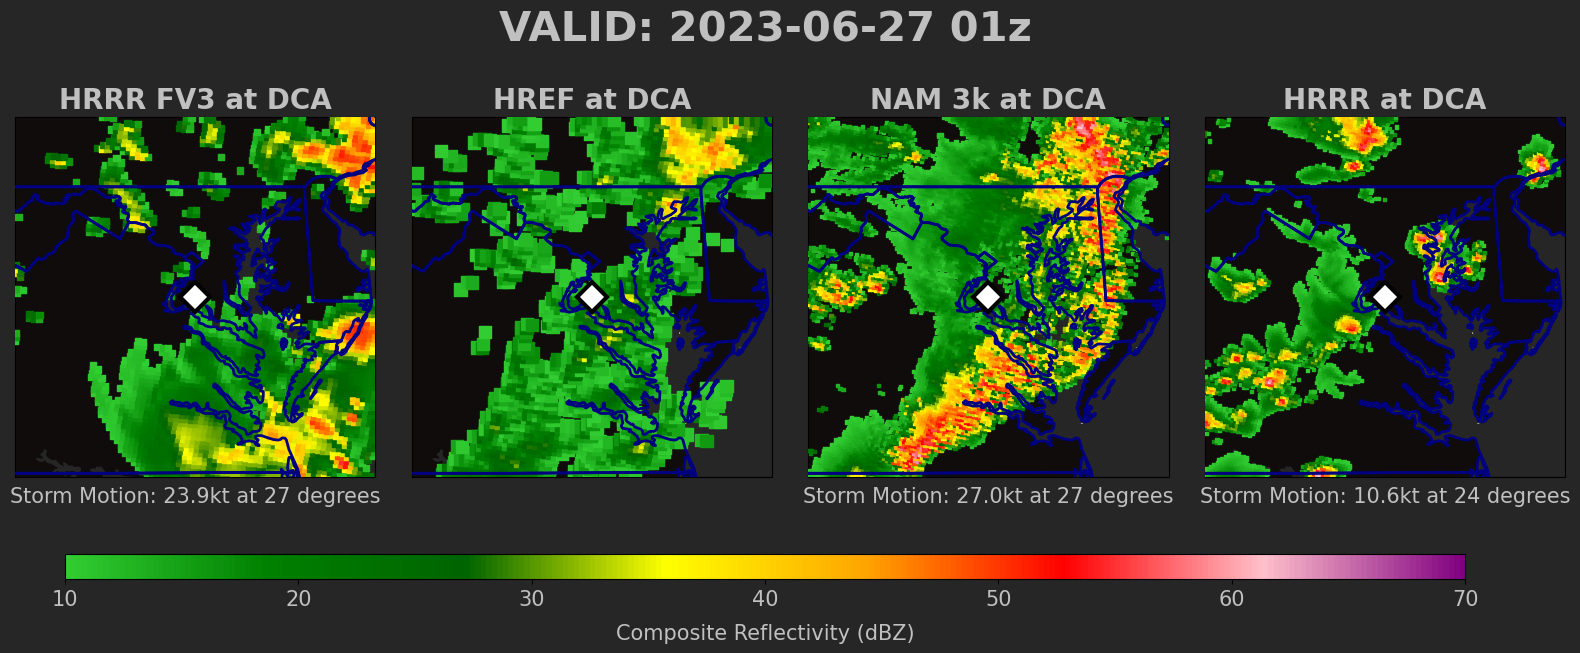 VALID: 2023-06-27 01z
HRRR FV3 at DCA
HREF at DCA
NAM 3k at DCA
HRRR at DCA
Storm Motion: 23.9kt at 27 degrees
Storm Motion: 27.0kt at 27 degrees
Storm Motion: 10.6kt at 24 degrees
10 20 30 40 50 60 70
Composite Reflectivity (dBZ)